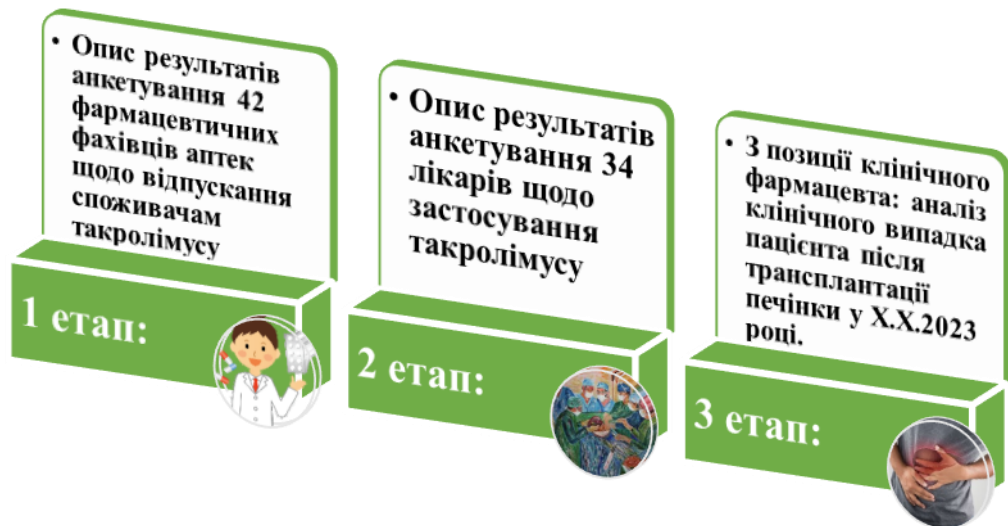 • Опис результатів
анкетування 42
фармацевтичних
фахівців аптек
щодо відпускання
споживачам
такролімусу
1 етап:
• Опис результатів
анкетування 34
лікарів щодо
застосування
такролімусу
2 етап:
• З позиції клінічного
фармацевта: аналіз
клінічного випадка
пацієнта після
трансплантації
печінки у Х.Х.2023
році.
3 етап: